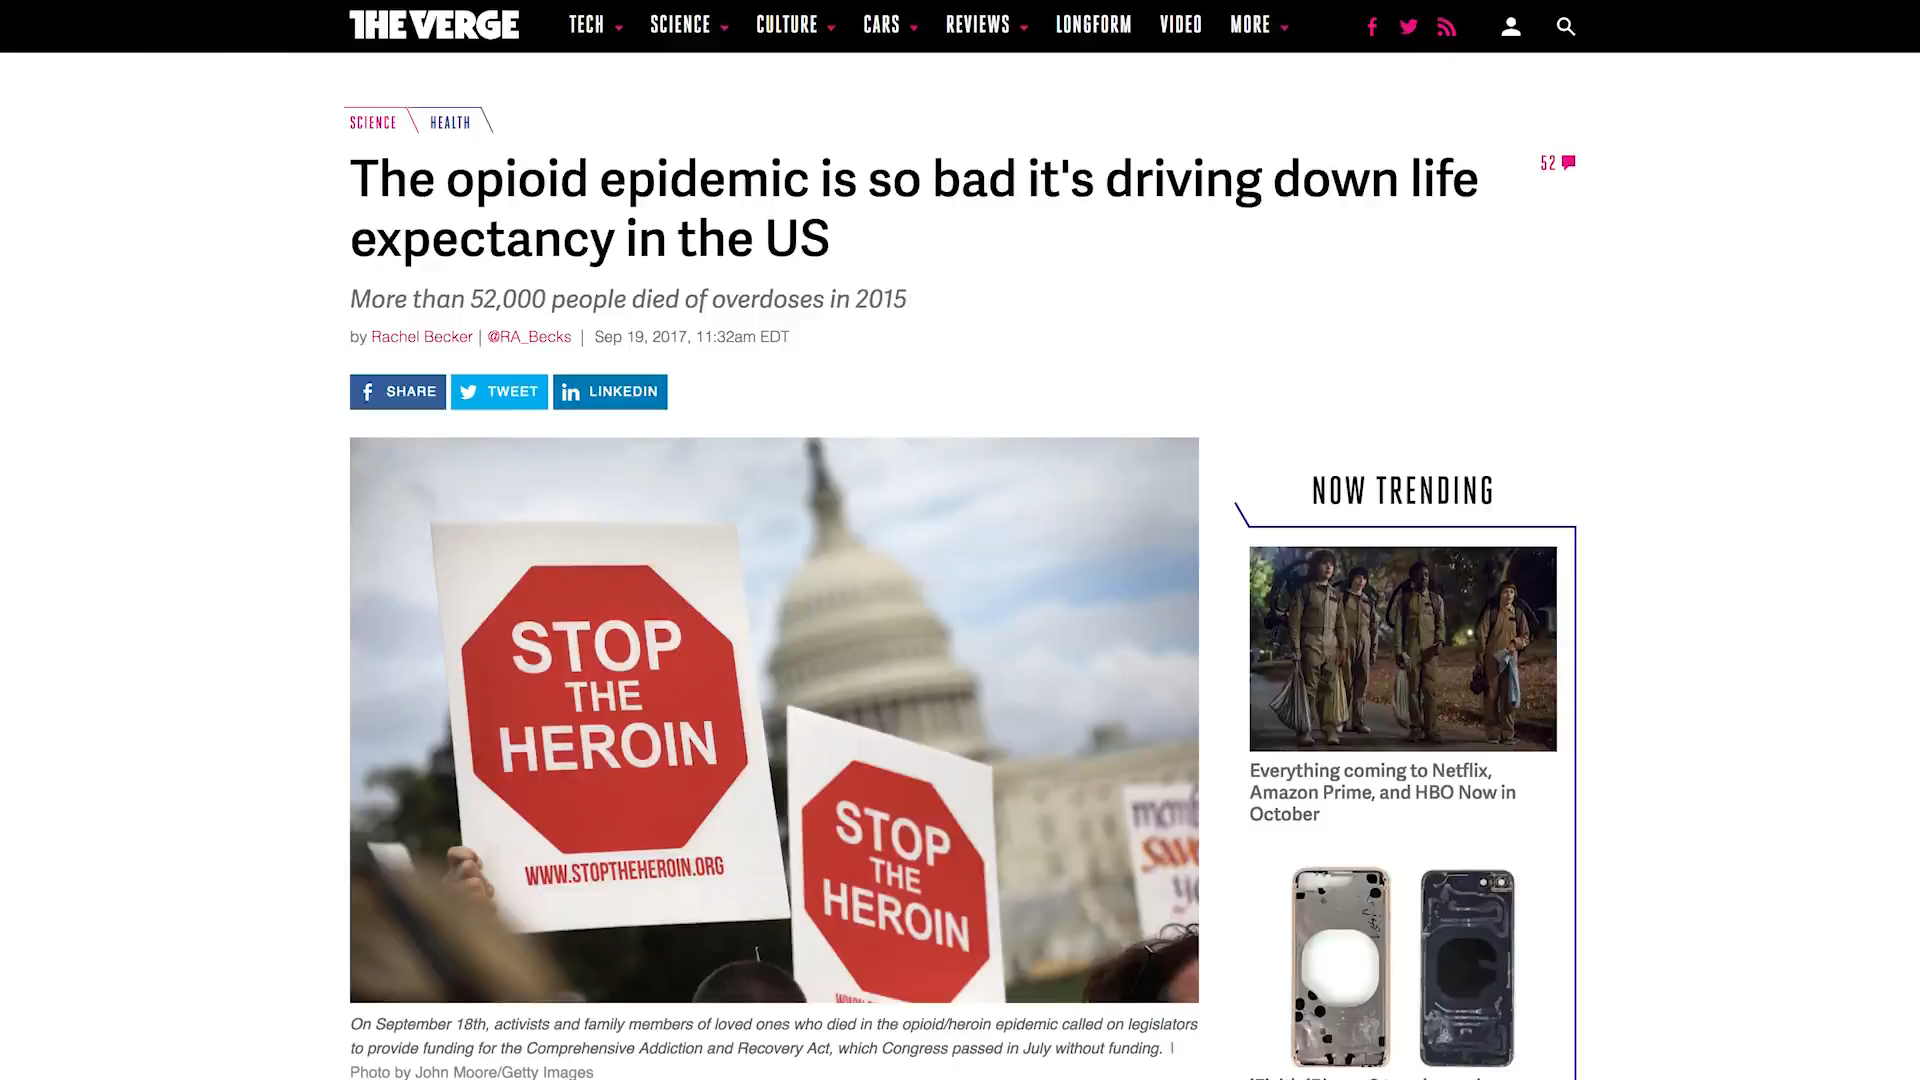 THE VERGE
TECH SCIENCE CULTURE CARS REVIEWS LONGFORM VIDEO MORE
SCIENCE HEALTH
The opioid epidemic is so bad it's driving down life
expectancy in the US
52
More than 52,000 people died of overdoses in 2015
by Rachel Becker | @RA_Becks | Sep 19, 2017, 11:32am EDT
SHARE TWEET LINKEDIN
STOP
THE
HEROIN
WWW.STOPTHEHEROIN.ORG
STOP
THE
HEROIN
On September 18th, activists and family members of loved ones who died in the opioid/heroin epidemic called on legislators
to provide funding for the Comprehensive Addiction and Recovery Act, which Congress passed in July without funding. |
Photo by John Moore/Getty Images
NOW TRENDING
Everything coming to Netflix,
Amazon Prime, and HBO Now in
October